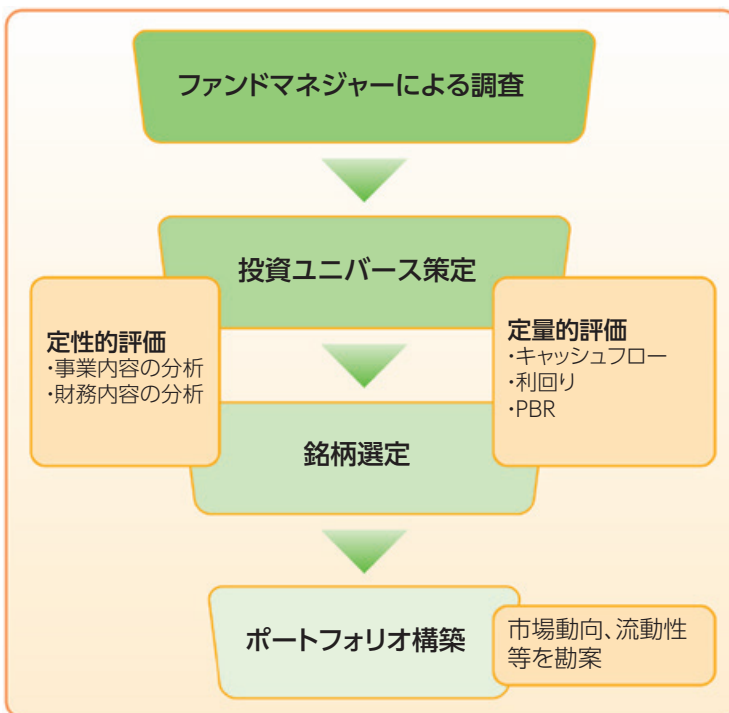 ファンドマネジャーによる調査
投資ユニバース策定
定性的評価
・事業内容の分析
・財務内容の分析
定量的評価
・キャッシュフロー
・利回り
・PBR
銘柄選定
ポートフォリオ構築
市場動向、流動性
等を勘案